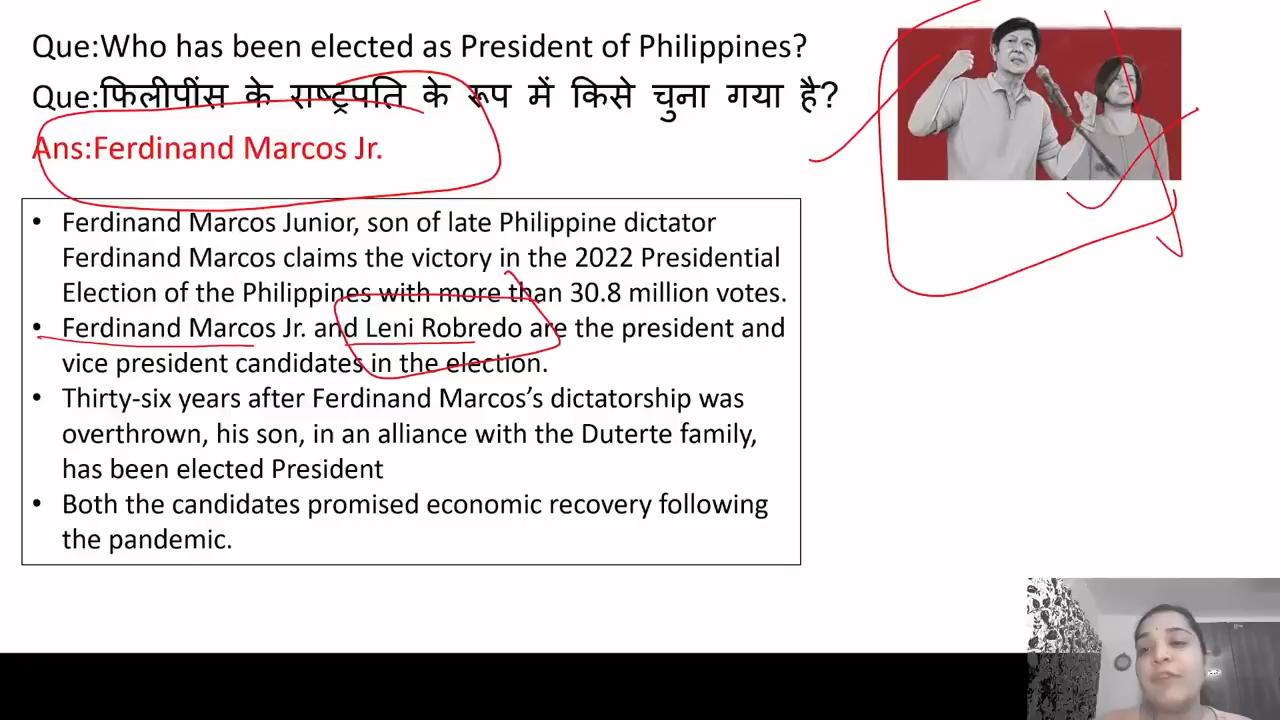 Que:Who has been elected as President of Philippines?
Que:फिलीपींस के राष्ट्रपति के रूप में किसे चुना गया है?
Ans:Ferdinand Marcos Jr.
• Ferdinand Marcos Junior, son of late Philippine dictator
Ferdinand Marcos claims the victory in the 2022 Presidential
Election of the Philippines with more than 30.8 million votes.
• Ferdinand Marcos Jr. and Leni Robredo are the president and
vice president candidates in the election.
• Thirty-six years after Ferdinand Marcos’s dictatorship was
overthrown, his son, in an alliance with the Duterte family,
has been elected President
• Both the candidates promised economic recovery following
the pandemic.